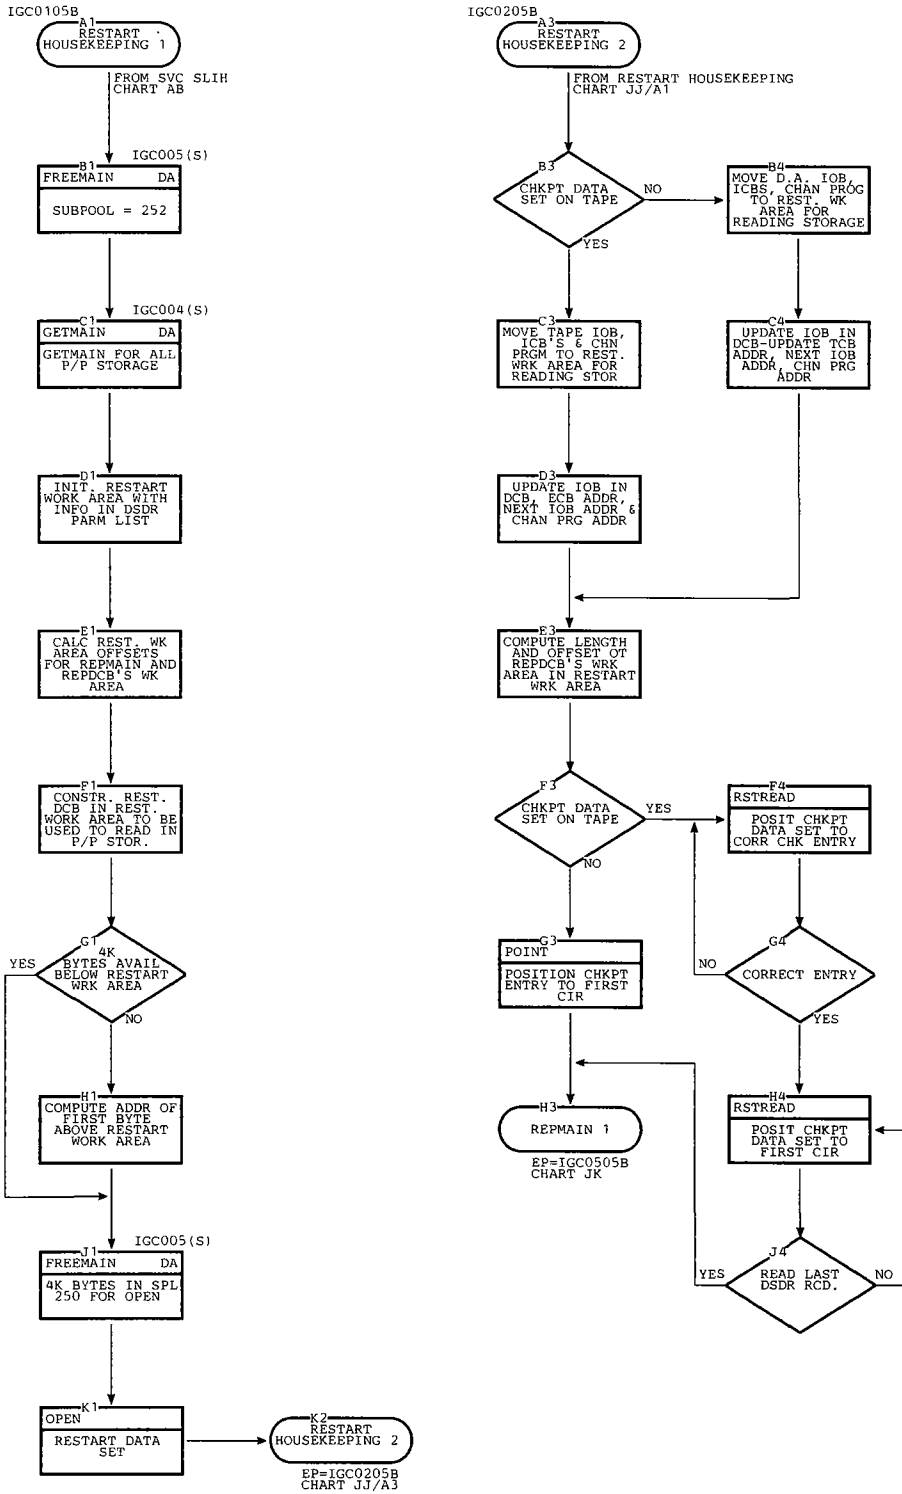 IGC0105B
A1
RESTART
HOUSEKEEPING 1
FROM SVC SLIH
CHART AB
IGC005(S)
B1
FREEMAIN DA
SUBPOOL = 252
IGC004(S)
C1
GETMAIN DA
GETMAIN FOR ALL
P/P STORAGE
D1
INIT. RESTART
WORK AREA WITH
INFO IN DSDR
PARM LIST
E1
CALC REST. WK
AREA OFFSETS
FOR REPMAIN AND
REPDCB'S WK
AREA
F1
CONSTR. REST.
DCB IN REST.
WORK AREA TO BE
USED TO READ IN
P/P STOR.
G1
4K
BYTES AVAIL
BELOW RESTART
WRK AREA
YES
NO
H1
COMPUTE ADDR OF
FIRST BYTE
ABOVE RESTART
WORK AREA
IGC005(S)
J1
FREEMAIN DA
4K BYTES IN SPL
250 FOR OPEN
K1
OPEN
RESTART DATA
SET
K2
RESTART
HOUSEKEEPING 2
EP=IGC0205B
CHART JJ/A3
IGC0205B
A3
RESTART
HOUSEKEEPING 2
FROM RESTART HOUSEKEEPING
CHART JJ/A1
B3
CHKPT DATA
SET ON TAPE
NO
YES
B4
MOVE D.A. IOB,
ICBS, CHAN PROG
TO REST. WK
AREA FOR
READING STORAGE
C3
MOVE TAPE IOB,
ICB'S & CHN
PRGM TO REST.
WRK AREA FOR
READING STOR
C4
UPDATE IOB IN
DCB-UPDATE TCB
ADDR, NEXT IOB
ADDR, CHN PRG
ADDR
D3
UPDATE IOB IN
DCB, ECB ADDR,
NEXT IOB ADDR &
CHAN PRG ADDR
E3
COMPUTE LENGTH
AND OFFSET OT
REPDCB'S WRK
AREA IN RESTART
WRK AREA
F3
CHKPT DATA
SET ON TAPE
YES
NO
F4
RSTREAD
POSIT CHKPT
DATA SET TO
CORR CHK ENTRY
G3
POINT
POSITION CHKPT
ENTRY TO FIRST
CIR
G4
CORRECT ENTRY
NO
YES
H3
REPMAIN 1
EP=IGC0505B
CHART JK
H4
RSTREAD
POSIT CHKPT
DATA SET TO
FIRST CIR
J4
READ LAST
DSDR RCD.
YES
NO